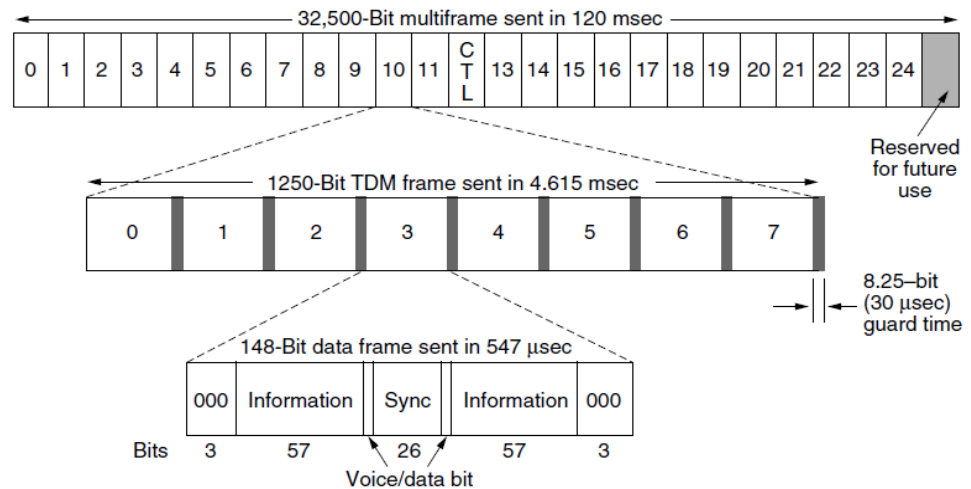 32,500-Bit multiframe sent in 120 msec
0 1 2 3 4 5 6 7 8 9 10 11 C T L 13 14 15 16 17 18 19 20 21 22 23 24
Reserved
for future
use
1250-Bit TDM frame sent in 4.615 msec
0 1 2 3 4 5 6 7
8.25–bit
(30 μsec)
guard time
148-Bit data frame sent in 547 μsec
000 Information Sync Information 000
Bits 3 57 26 57 3
Voice/data bit